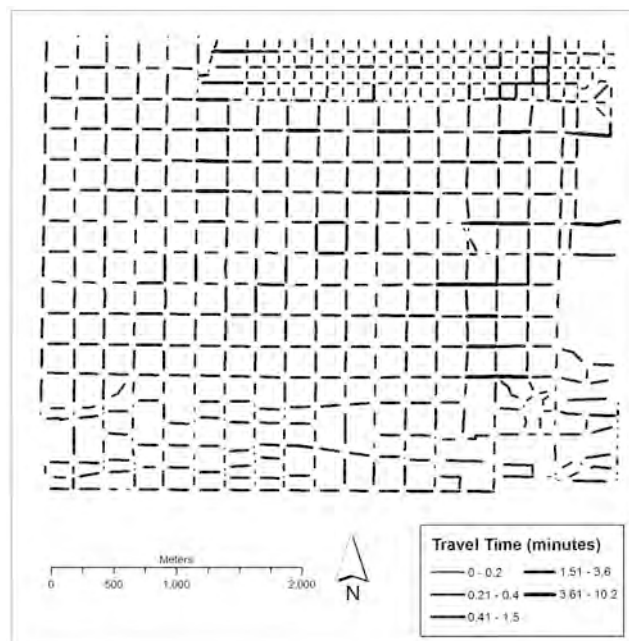 Meters
0 500 1,000 2,000
N
Travel Time (minutes)
0 - 0.2 1.51 - 3.6
0.21 - 0.4 3.61 - 10.2
0.41 - 1.5